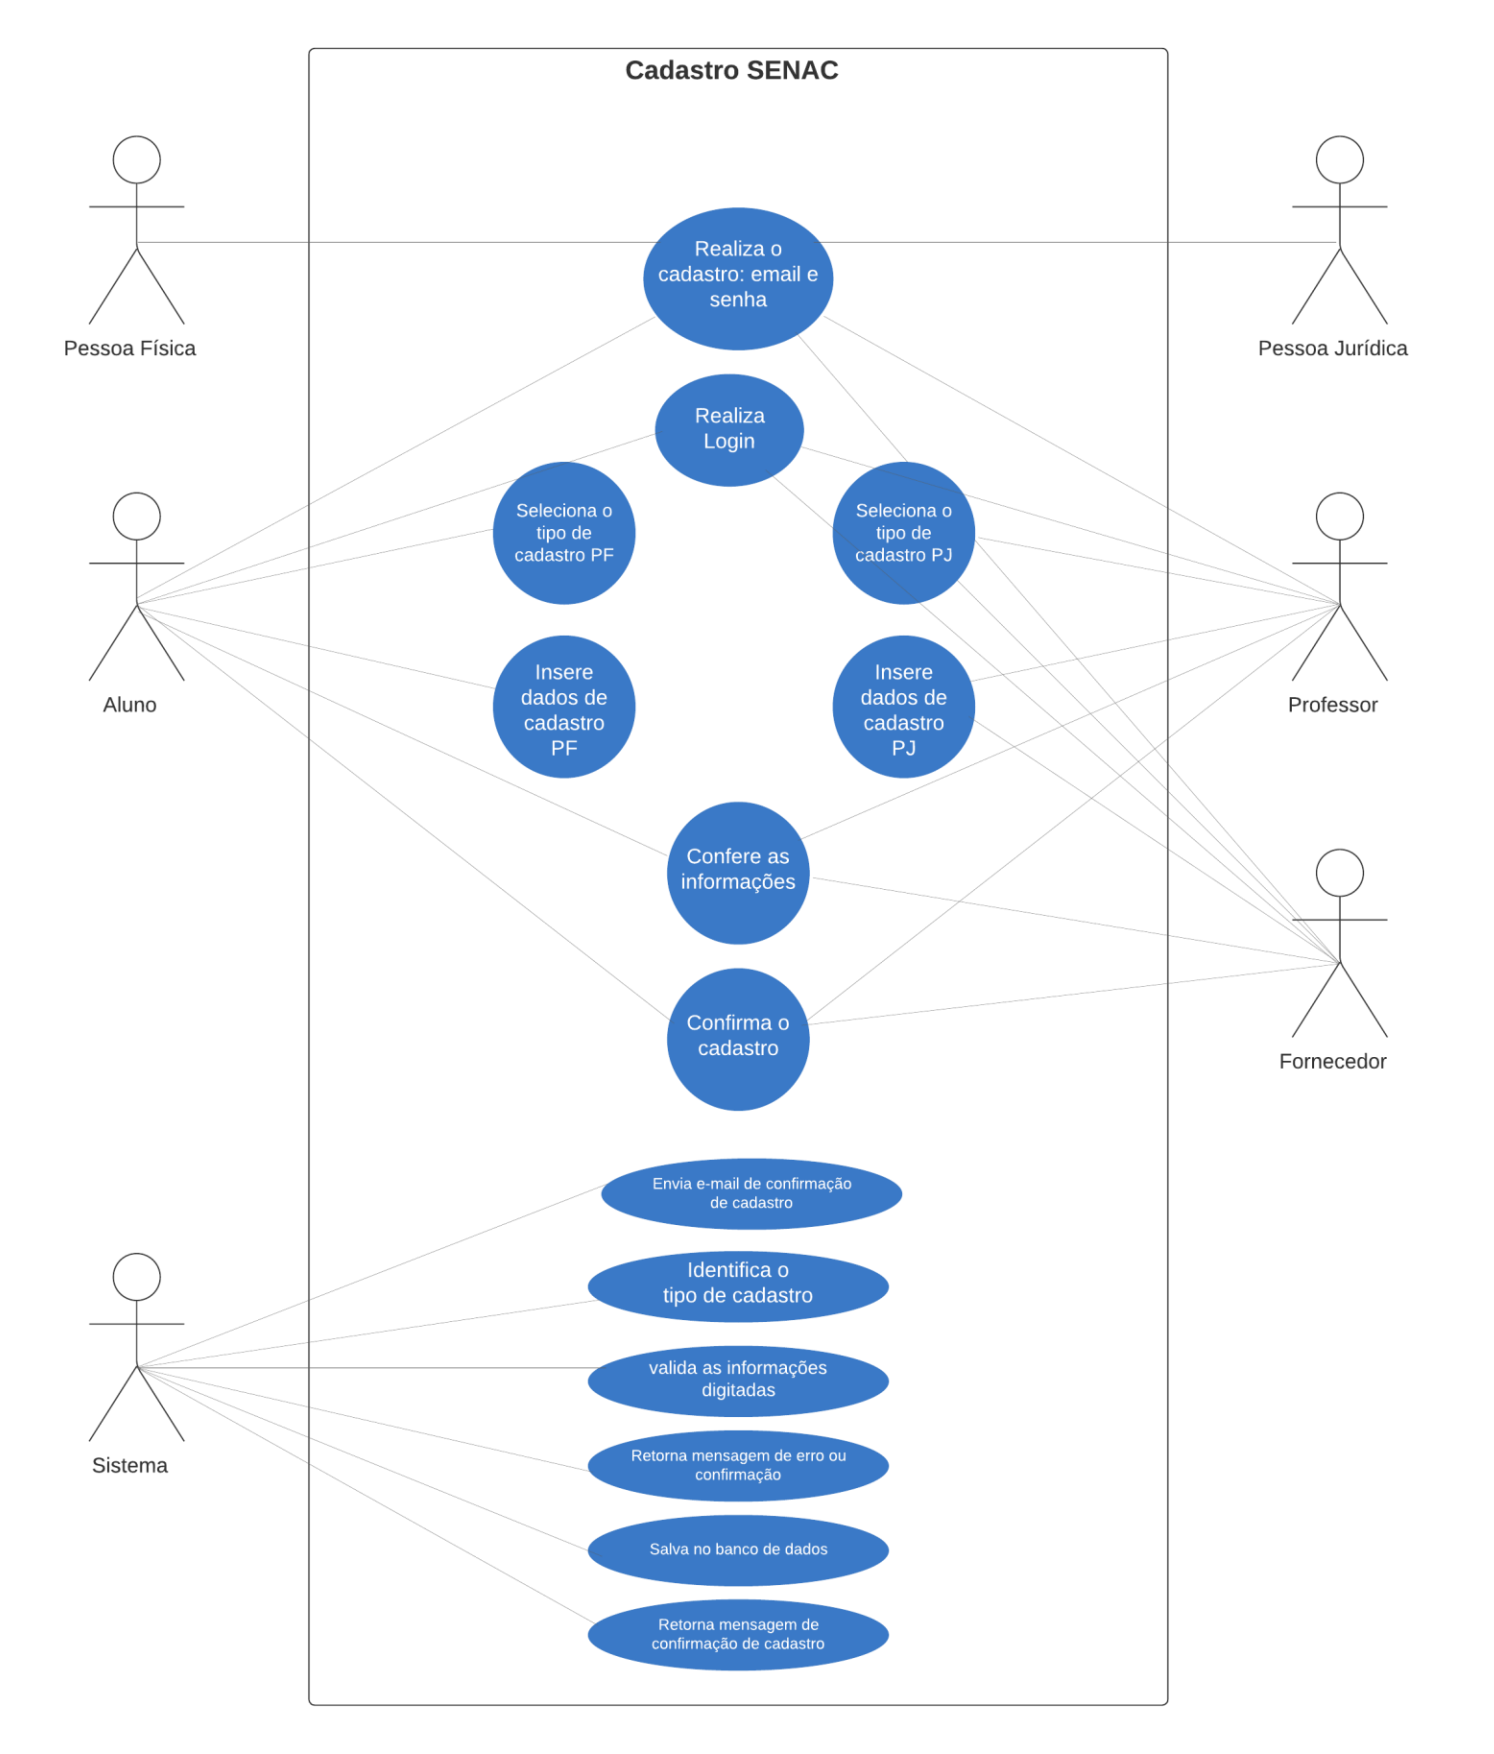 Cadastro SENAC
Pessoa Física
Pessoa Jurídica
Realiza o
cadastro: email e
senha
Realiza
Login
Seleciona o
tipo de
cadastro PF
Seleciona o
tipo de
cadastro PJ
Aluno
Professor
Insere
dados de
cadastro
PF
Insere
dados de
cadastro
PJ
Confere as
informações
Confirma o
cadastro
Fornecedor
Envia e-mail de confirmação
de cadastro
Identifica o
tipo de cadastro
valida as informações
digitadas
Sistema
Retorna mensagem de erro ou
confirmação
Salva no banco de dados
Retorna mensagem de
confirmação de cadastro